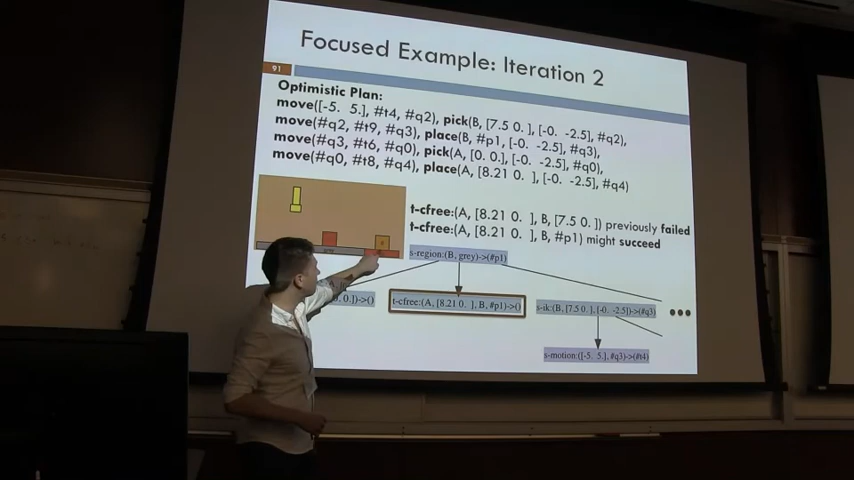 Focused Example: Iteration 2
91
Optimistic Plan:
move([-5. 5.], #t4, #q2), pick(B, [7.5 0. ], [-0. -2.5], #q2),
move(#q2, #t9, #q3), place(B, #p1, [-0. -2.5], #q3),
move(#q3, #t6, #q0), pick(A, [0. 0.], [-0. -2.5], #q0),
move(#q0, #t8, #q4), place(A, [8.21 0. ], [-0. -2.5], #q4)
t-cfree:(A, [8.21 0. ], B, [7.5 0. ]) previously failed
t-cfree:(A, [8.21 0. ], B, #p1) might succeed
s-region:(B, grey)->(#p1)
0. 0.])->()
t-cfree:(A, [8.21 0. ], B, #p1)->()
s-ik:(B, [7.5 0. ], [-0. -2.5])->(#q3)
s-motion:([-5. 5.], #q3)->(#t4)